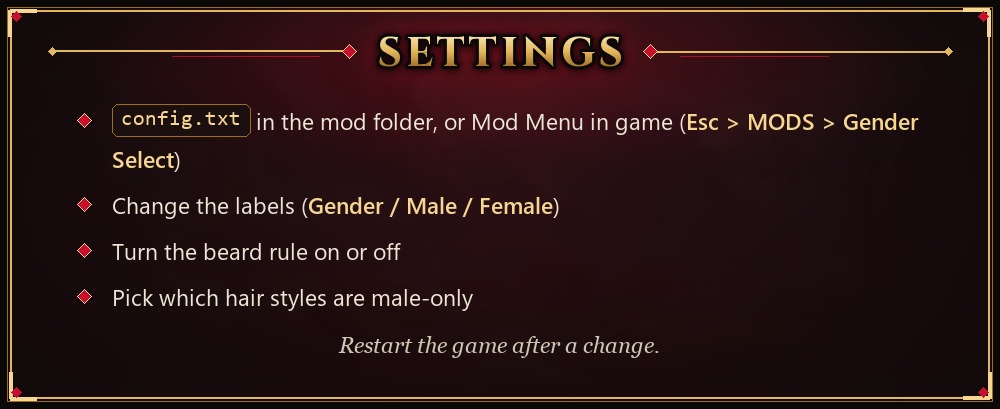 SETTINGS
config.txt in the mod folder, or Mod Menu in game (Esc > MODS > Gender
Select)
Change the labels (Gender / Male / Female)
Turn the beard rule on or off
Pick which hair styles are male-only
Restart the game after a change.